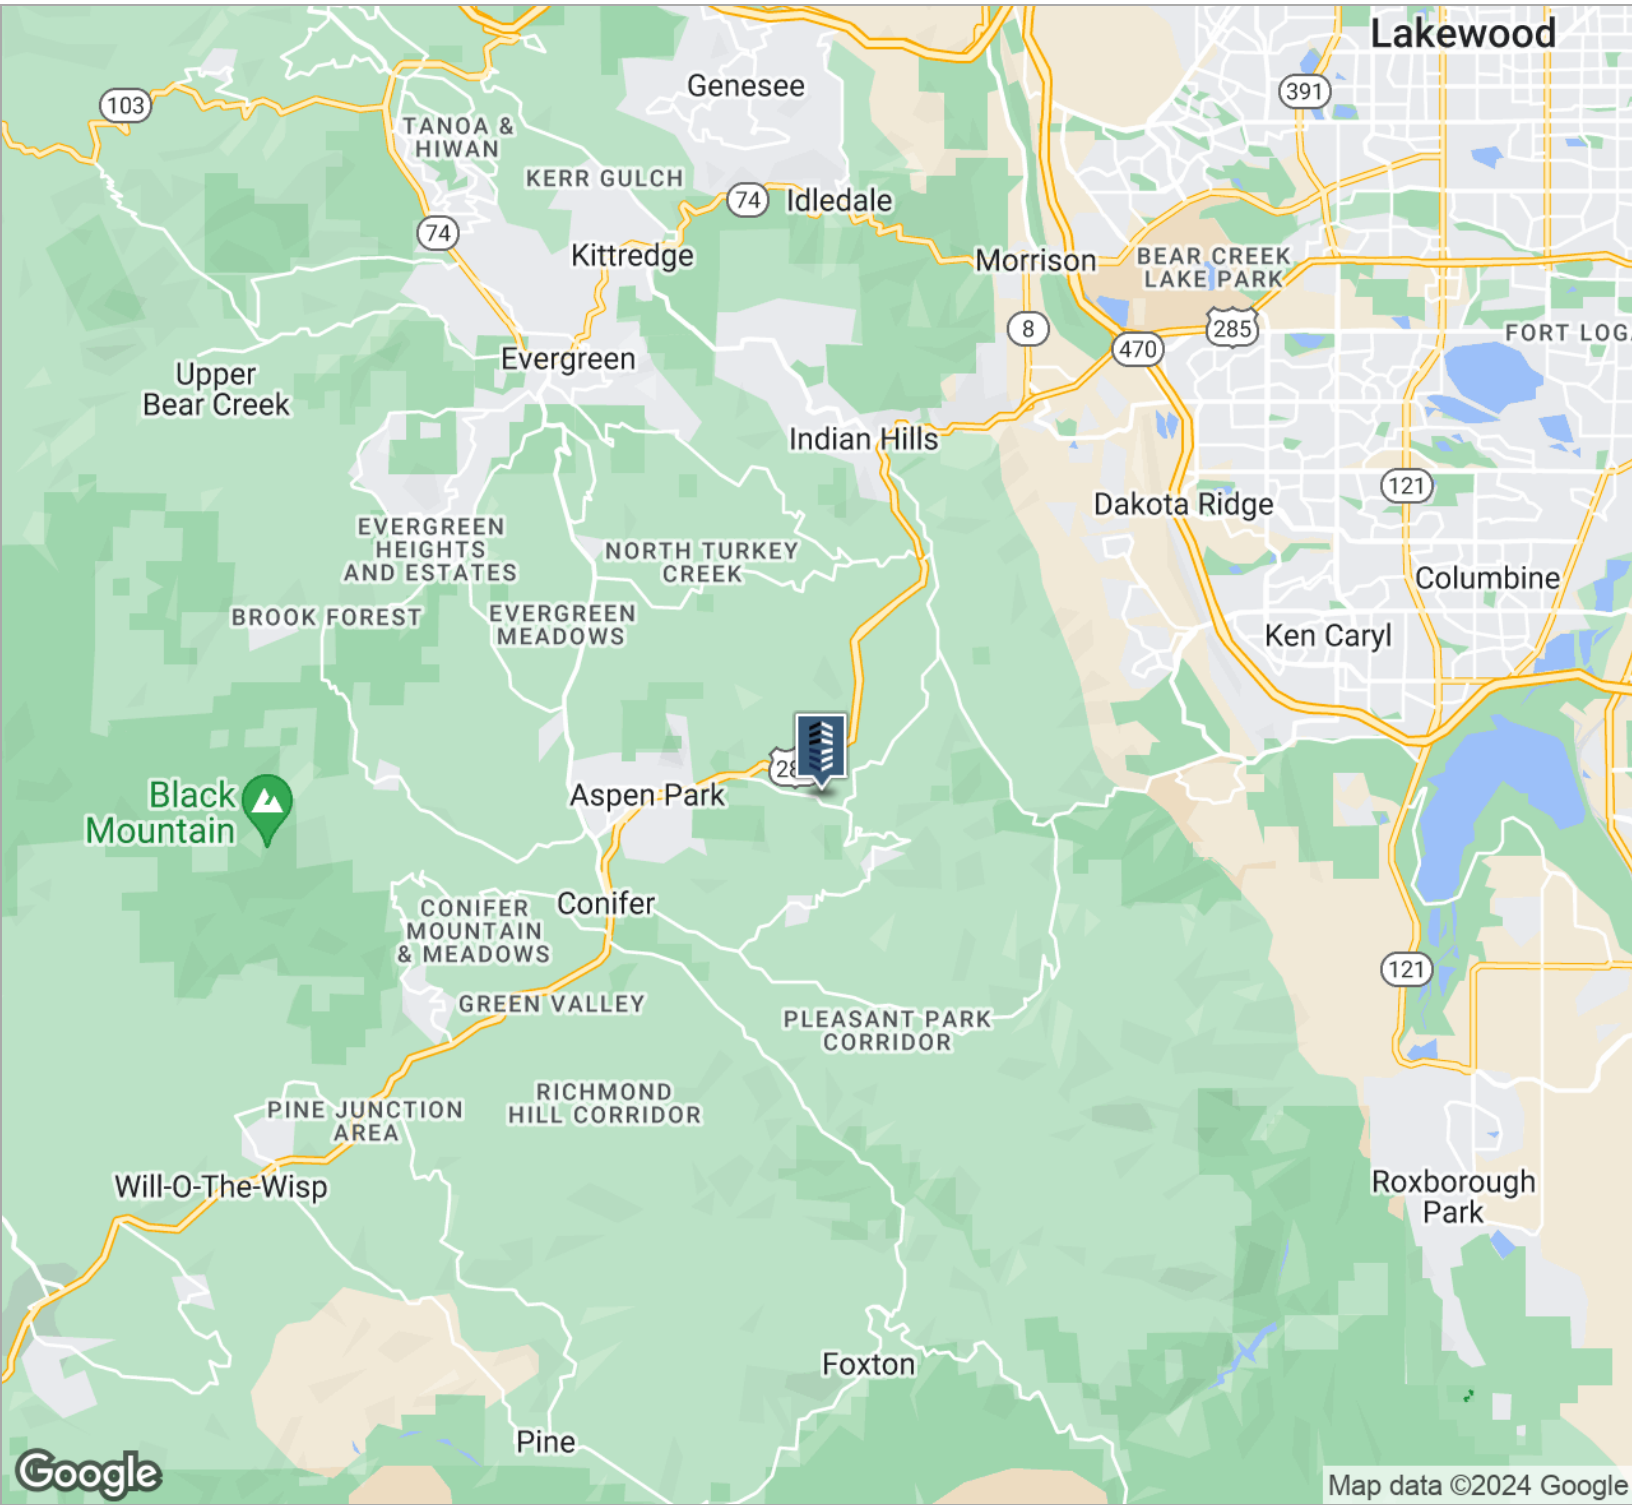 Lakewood
Genesee
391
103
TANOA &
HIWAN
KERR GULCH
74
Idledale
74
Kittredge
Morrison
BEAR CREEK
LAKE PARK
8
285
FORT LOGA
470
Evergreen
Upper
Bear Creek
Indian Hills
121
Dakota Ridge
EVERGREEN
HEIGHTS
AND ESTATES
NORTH TURKEY
CREEK
Columbine
BROOK FOREST
EVERGREEN
MEADOWS
Ken Caryl
28
Aspen Park
Black
Mountain
Conifer
CONIFER
MOUNTAIN
& MEADOWS
121
GREEN VALLEY
PLEASANT PARK
CORRIDOR
RICHMOND
HILL CORRIDOR
PINE JUNCTION
AREA
Will-O-The-Wisp
Roxborough
Park
Foxton
Pine
Google
Map data ©2024 Google